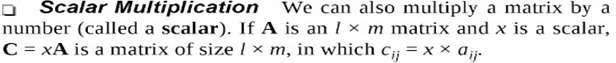 ❏ Scalar Multiplication We can also multiply a matrix by a
number (called a scalar). If A is an l × m matrix and x is a scalar,
C = xA is a matrix of size l × m, in which cij = x × aij.